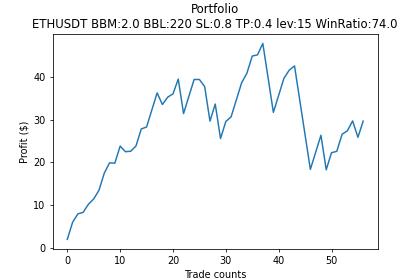 Portfolio
ETHUSDT BBM:2.0 BBL:220 SL:0.8 TP:0.4 lev:15 WinRatio:74.0
40
30
20
10
0
Profit ($)
0 10 20 30 40 50
Trade counts